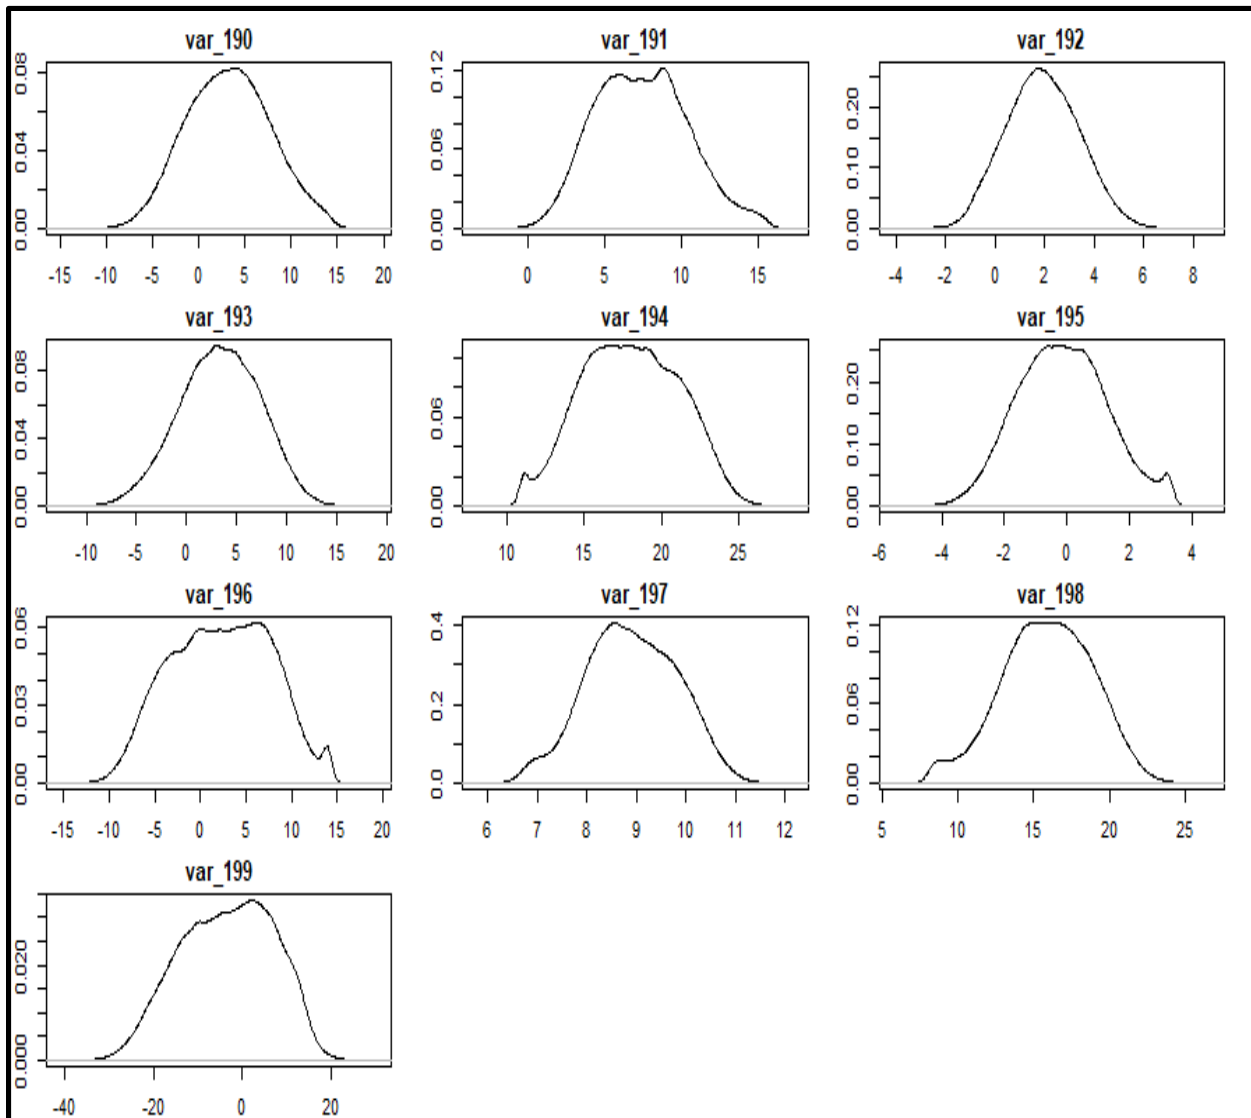 var_190 var_191 var_192
0.00 0.04 0.08
-15 -10 -5 0 5 10 15 20
0.00 0.06 0.12
0 5 10 15
0.00 0.10 0.20
-4 -2 0 2 4 6 8
var_193 var_194 var_195
0.00 0.04 0.08
-10 -5 0 5 10 15 20
0.00 0.06
10 15 20 25
0.00 0.10 0.20
-6 -4 -2 0 2 4
var_196 var_197 var_198
0.00 0.03 0.06
-15 -10 -5 0 5 10 15 20
0.0 0.2 0.4
6 7 8 9 10 11 12
0.00 0.06 0.12
5 10 15 20 25
var_199
0.000 0.020
-40 -20 0 20